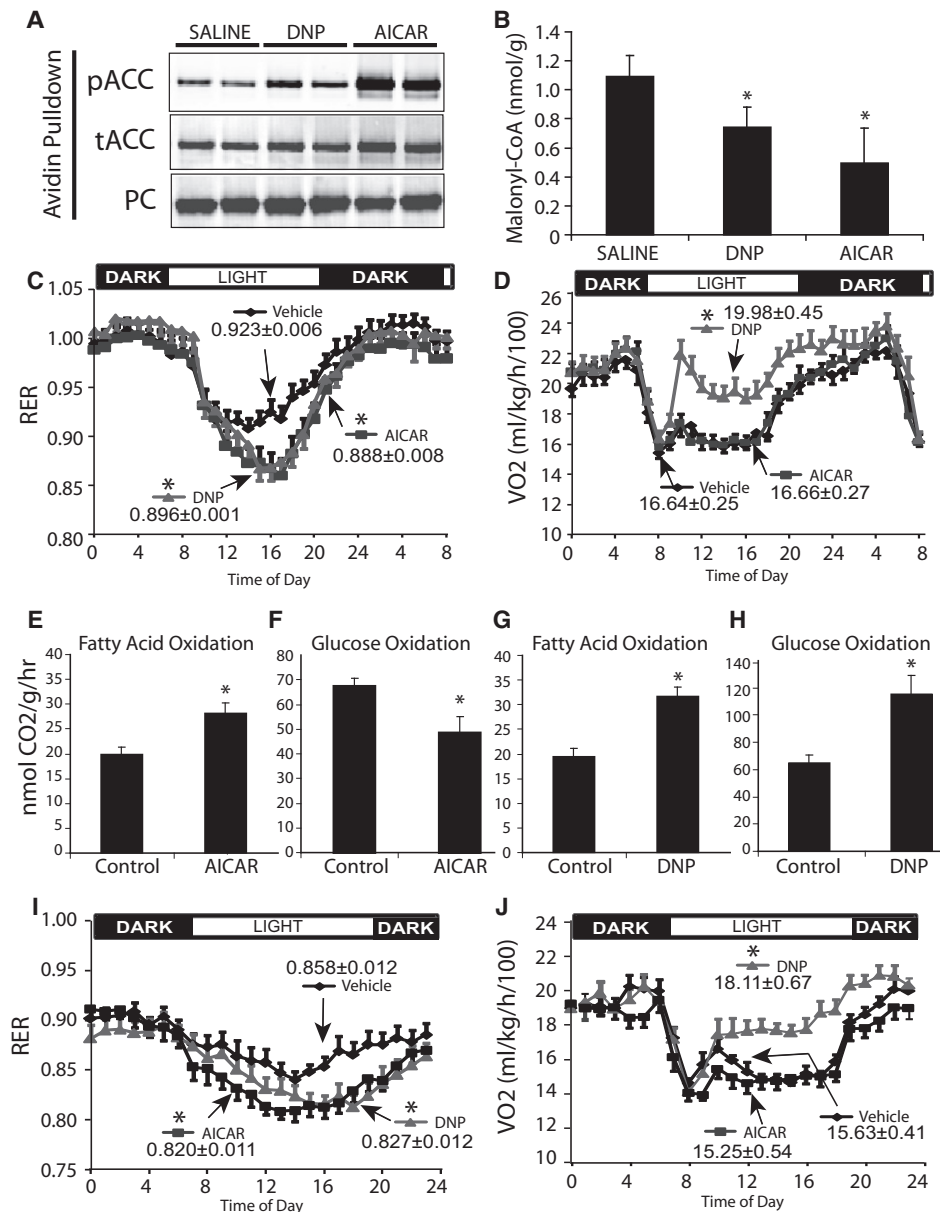 A
SALINE DNP AICAR
Avidin Pulldown
pACC
tACC
PC
B
Malonyl-CoA (nmol/g)
1.4
1.2
1.0
0.8
0.6
0.4
0.2
0
SALINE DNP AICAR
*
*
C
DARK LIGHT DARK
RER
1.05
1.00
0.95
0.90
0.85
0.80
Vehicle
0.923±0.006
*
AICAR
0.888±0.008
*
DNP
0.896±0.001
0 4 8 12 16 20 24 4 8
Time of Day
D
DARK LIGHT DARK
VO2 (ml/kg/h/100)
26
24
22
20
18
16
14
12
10
* 19.98±0.45
DNP
Vehicle
16.64±0.25
AICAR
16.66±0.27
0 4 8 12 16 20 24 4 8
Time of Day
E
Fatty Acid Oxidation
nmol CO2/g/hr
40
35
30
25
20
15
10
5
0
*
Control AICAR
F
Glucose Oxidation
80
70
60
50
40
30
20
10
0
*
Control AICAR
G
Fatty Acid Oxidation
40
35
30
25
20
15
10
5
0
*
Control DNP
H
Glucose Oxidation
140
120
100
80
60
40
20
0
*
Control DNP
I
DARK LIGHT DARK
RER
1.00
0.95
0.90
0.85
0.80
0.75
0.858±0.012
Vehicle
*
AICAR
0.820±0.011
*
DNP
0.827±0.012
0 4 8 12 16 20 24
Time of Day
J
DARK LIGHT DARK
VO2 (ml/kg/h/100)
24
22
20
18
16
14
12
10
*
DNP
18.11±0.67
Vehicle
15.63±0.41
AICAR
15.25±0.54
0 4 8 12 16 20 24
Time of Day